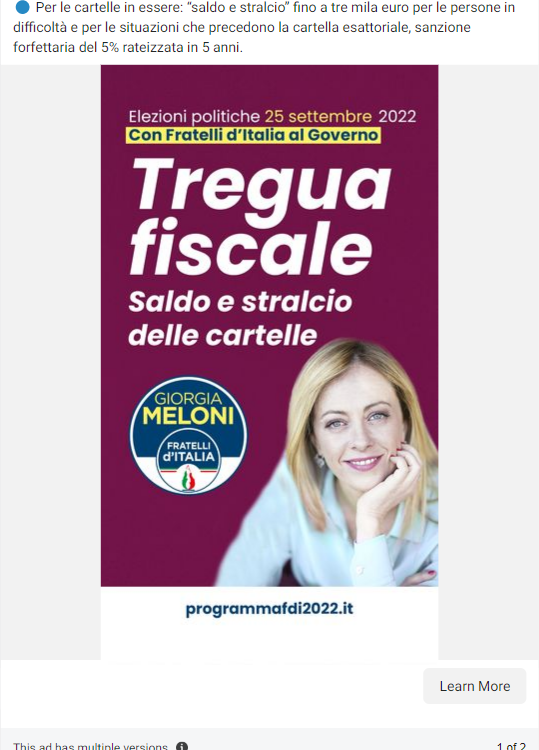 Per le cartelle in essere: “saldo e stralcio” fino a tre mila euro per le persone in
difficoltà e per le situazioni che precedono la cartella esattoriale, sanzione
forfettaria del 5% rateizzata in 5 anni.
Elezioni politiche 25 settembre 2022
Con Fratelli d’Italia al Governo
Tregua
fiscale
Saldo e stralcio
delle cartelle
GIORGIA
MELONI
FRATELLI
d’ITALIA
programmafdi2022.it
Learn More
This ad has multiple versions
1 of 2